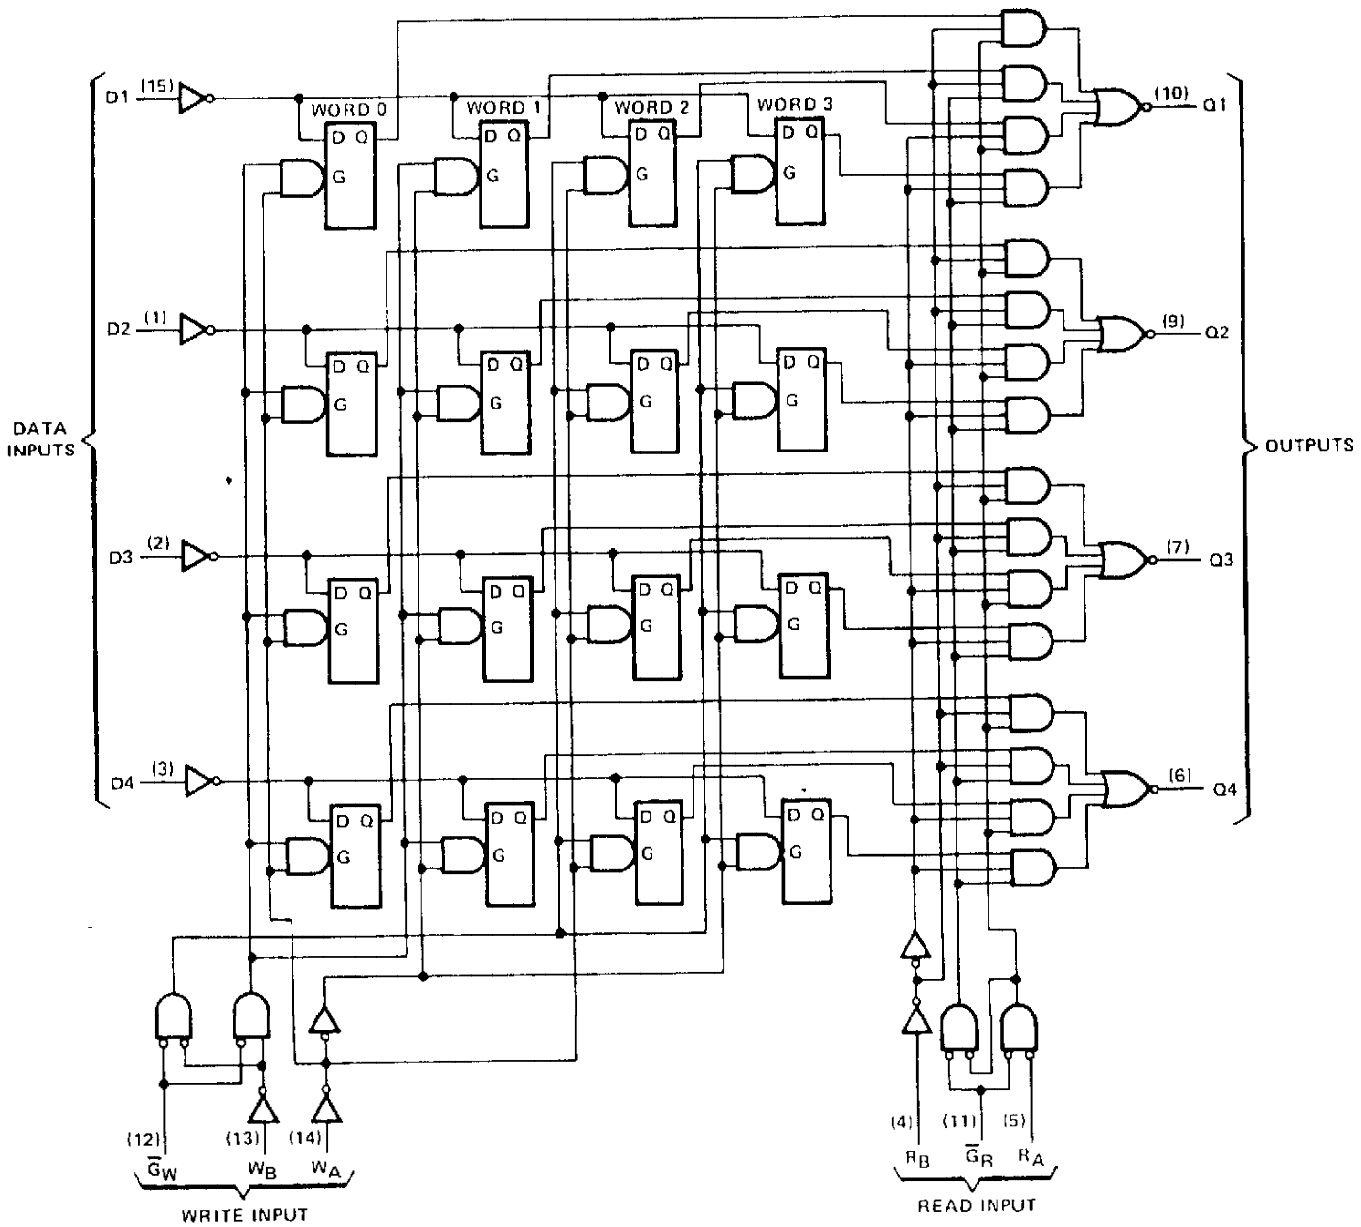 D1 (15)
WORD 0 WORD 1 WORD 2 WORD 3
D Q D Q D Q D Q
G G G G
(10) Q1
D2 (1)
D Q D Q D Q D Q
G G G G
(9) Q2
DATA
INPUTS
OUTPUTS
D3 (2)
D Q D Q D Q D Q
G G G G
(7) Q3
D4 (3)
D Q D Q D Q D Q
G G G G
(6) Q4
(12) (13) (14)
G̅W WB WA
WRITE INPUT
(4) (11) (5)
RB G̅R RA
READ INPUT